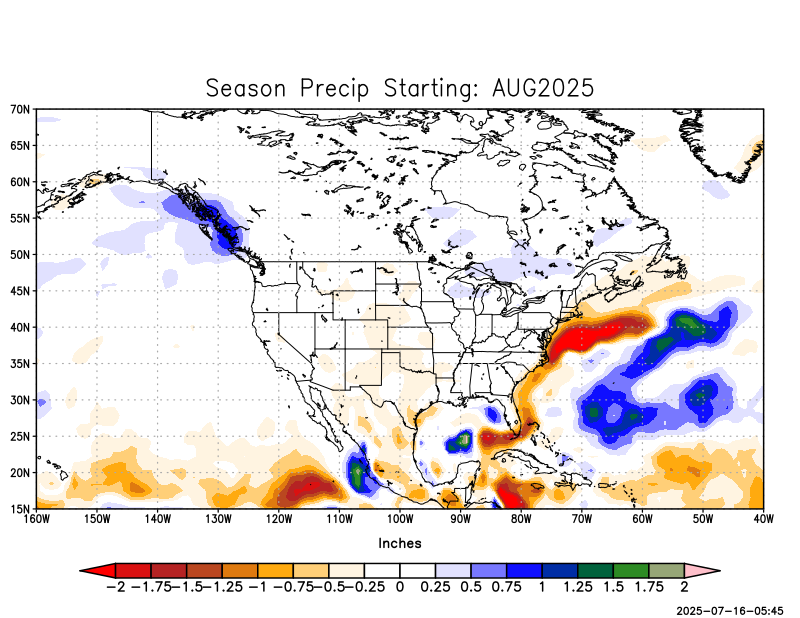 Season Precip Starting: AUG2025
70N
65N
60N
55N
50N
45N
40N
35N
30N
25N
20N
15N
160W 150W 140W 130W 120W 110W 100W 90W 80W 70W 60W 50W 40W
Inches
−2 −1.75 −1.5 −1.25 −1 −0.75 −0.5 −0.25 0 0.25 0.5 0.75 1 1.25 1.5 1.75 2
2025-07-16-05:45